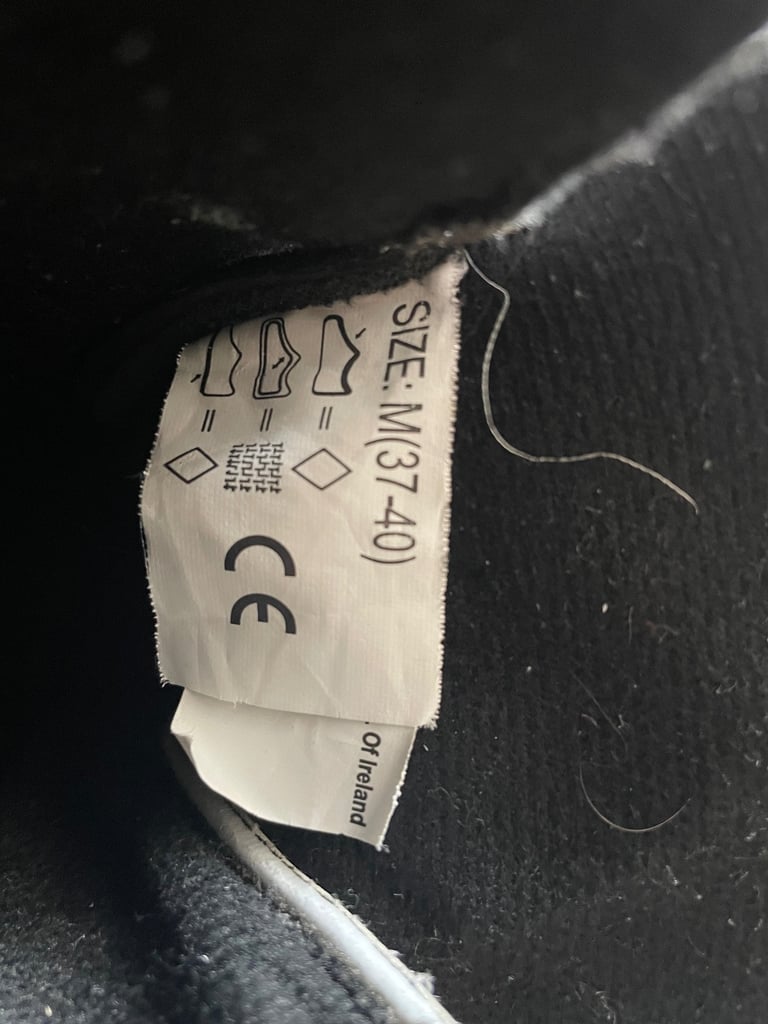 SIZE: M(37-40)
=
=
=
CE
. Of Ireland